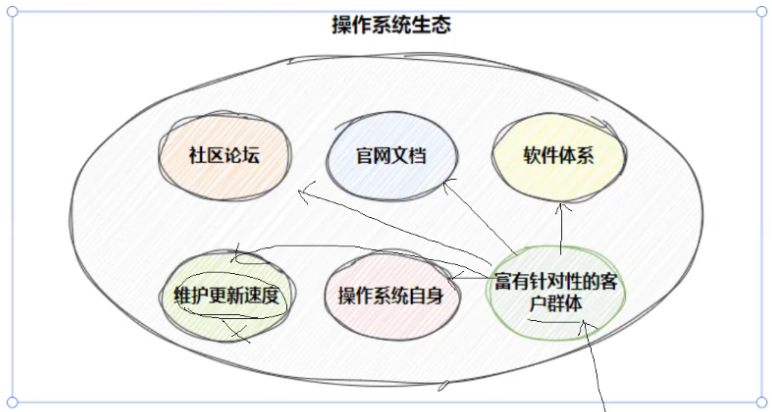 操作系统生态
社区论坛
官网文档
软件体系
维护更新速度
操作系统自身
富有针对性的客
户群体